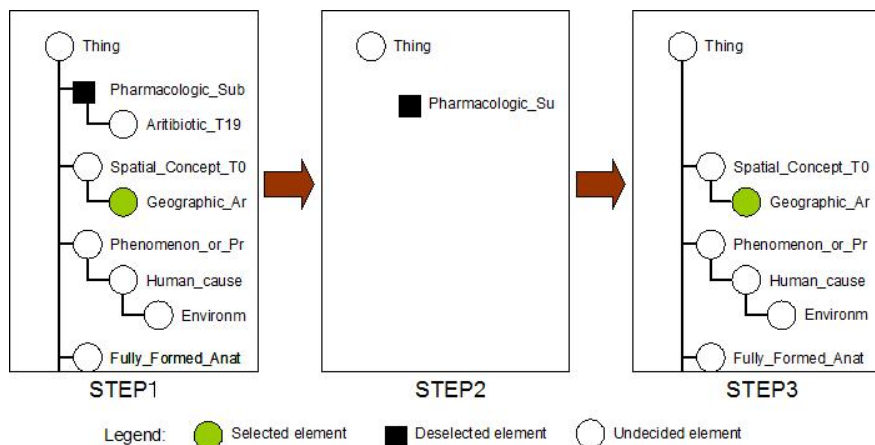 Thing
Pharmacologic_Sub
Aritibiotic_T19
Spatial_Concept_T0
Geographic_Ar
Phenomenon_or_Pr
Human_cause
Environm
Fully_Formed_Anat
STEP1
Thing
Pharmacologic_Su
STEP2
Thing
Spatial_Concept_T0
Geographic_Ar
Phenomenon_or_Pr
Human_cause
Environm
Fully_Formed_Anat
STEP3
Legend: Selected element Deselected element Undecided element